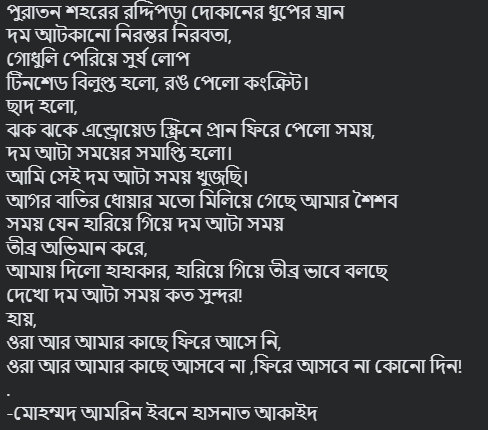 পুরাতন শহরের রদ্দিপড়া দোকানের ধুপের ঘ্রান
দম আটকানো নিরন্তর নিরবতা,
গোধুলি পেরিয়ে সুর্য লোপ
টিনশেড বিলুপ্ত হলো, রঙ পেলো কংক্রিট।
ছাদ হলো,
ঝক ঝকে এন্ড্রোয়েড স্ক্রিনে প্রান ফিরে পেলো সময়,
দম আটা সময়ের সমাপ্তি হলো।
আমি সেই দম আটা সময় খুজছি।
আগর বাতির ধোয়ার মতো মিলিয়ে গেছে আমার শৈশব
সময় যেন হারিয়ে গিয়ে দম আটা সময়
তীব্র অভিমান করে,
আমায় দিলো হাহাকার, হারিয়ে গিয়ে তীব্র ভাবে বলছে
দেখো দম আটা সময় কত সুন্দর!
হায়,
ওরা আর আমার কাছে ফিরে আসে নি,
ওরা আর আমার কাছে আসবে না ,ফিরে আসবে না কোনো দিন!
.
-মোহম্মদ আমরিন ইবনে হাসনাত আকাইদ